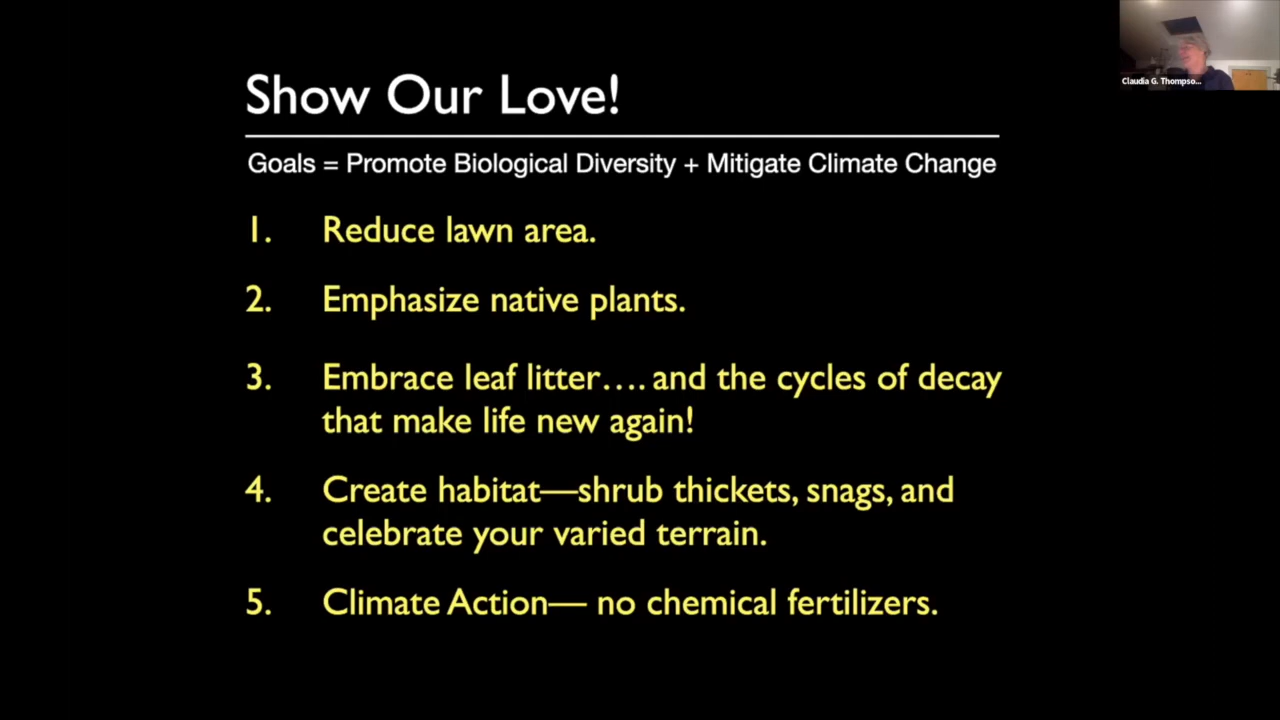 Show Our Love!
Goals = Promote Biological Diversity + Mitigate Climate Change
1. Reduce lawn area.
2. Emphasize native plants.
3. Embrace leaf litter.... and the cycles of decay
that make life new again!
4. Create habitat—shrub thickets, snags, and
celebrate your varied terrain.
5. Climate Action— no chemical fertilizers.
Claudia G. Thompso...